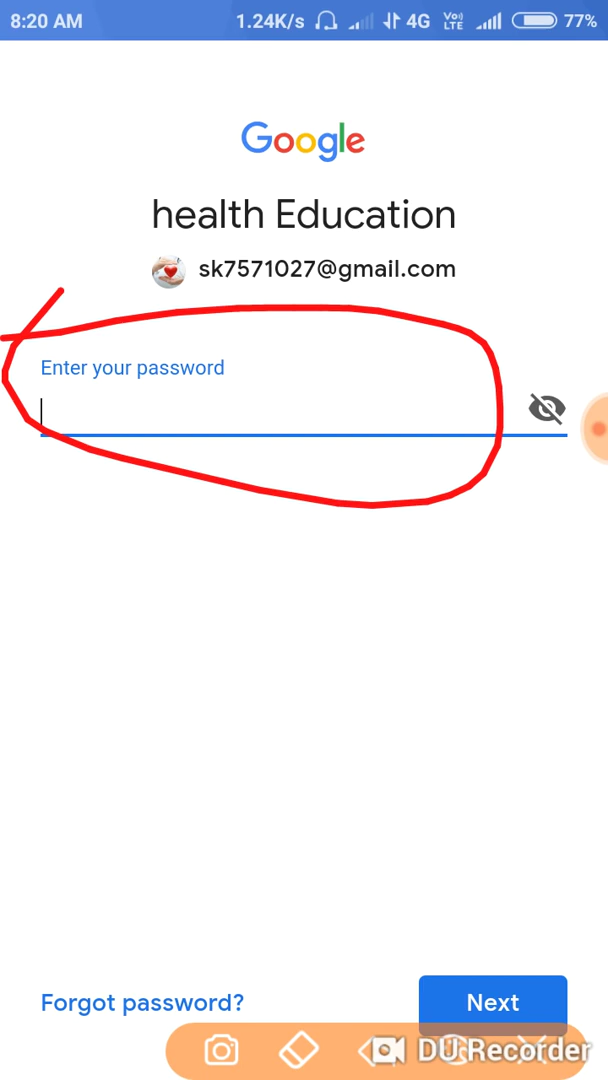 8:20 AM 1.24K/s 4G Vo) LTE 77%
Google
health Education
sk7571027@gmail.com
Enter your password
Forgot password? Next
DU Recorder